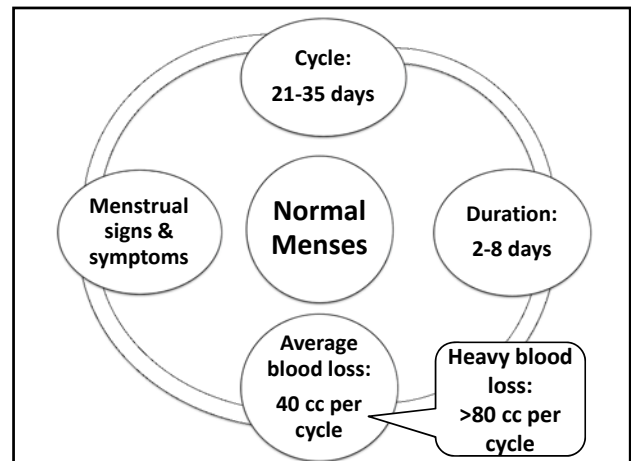 Cycle:
21-35 days
Menstrual
signs &
symptoms
Normal
Menses
Duration:
2-8 days
Average
blood loss:
40 cc per
cycle
Heavy blood
loss:
>80 cc per
cycle